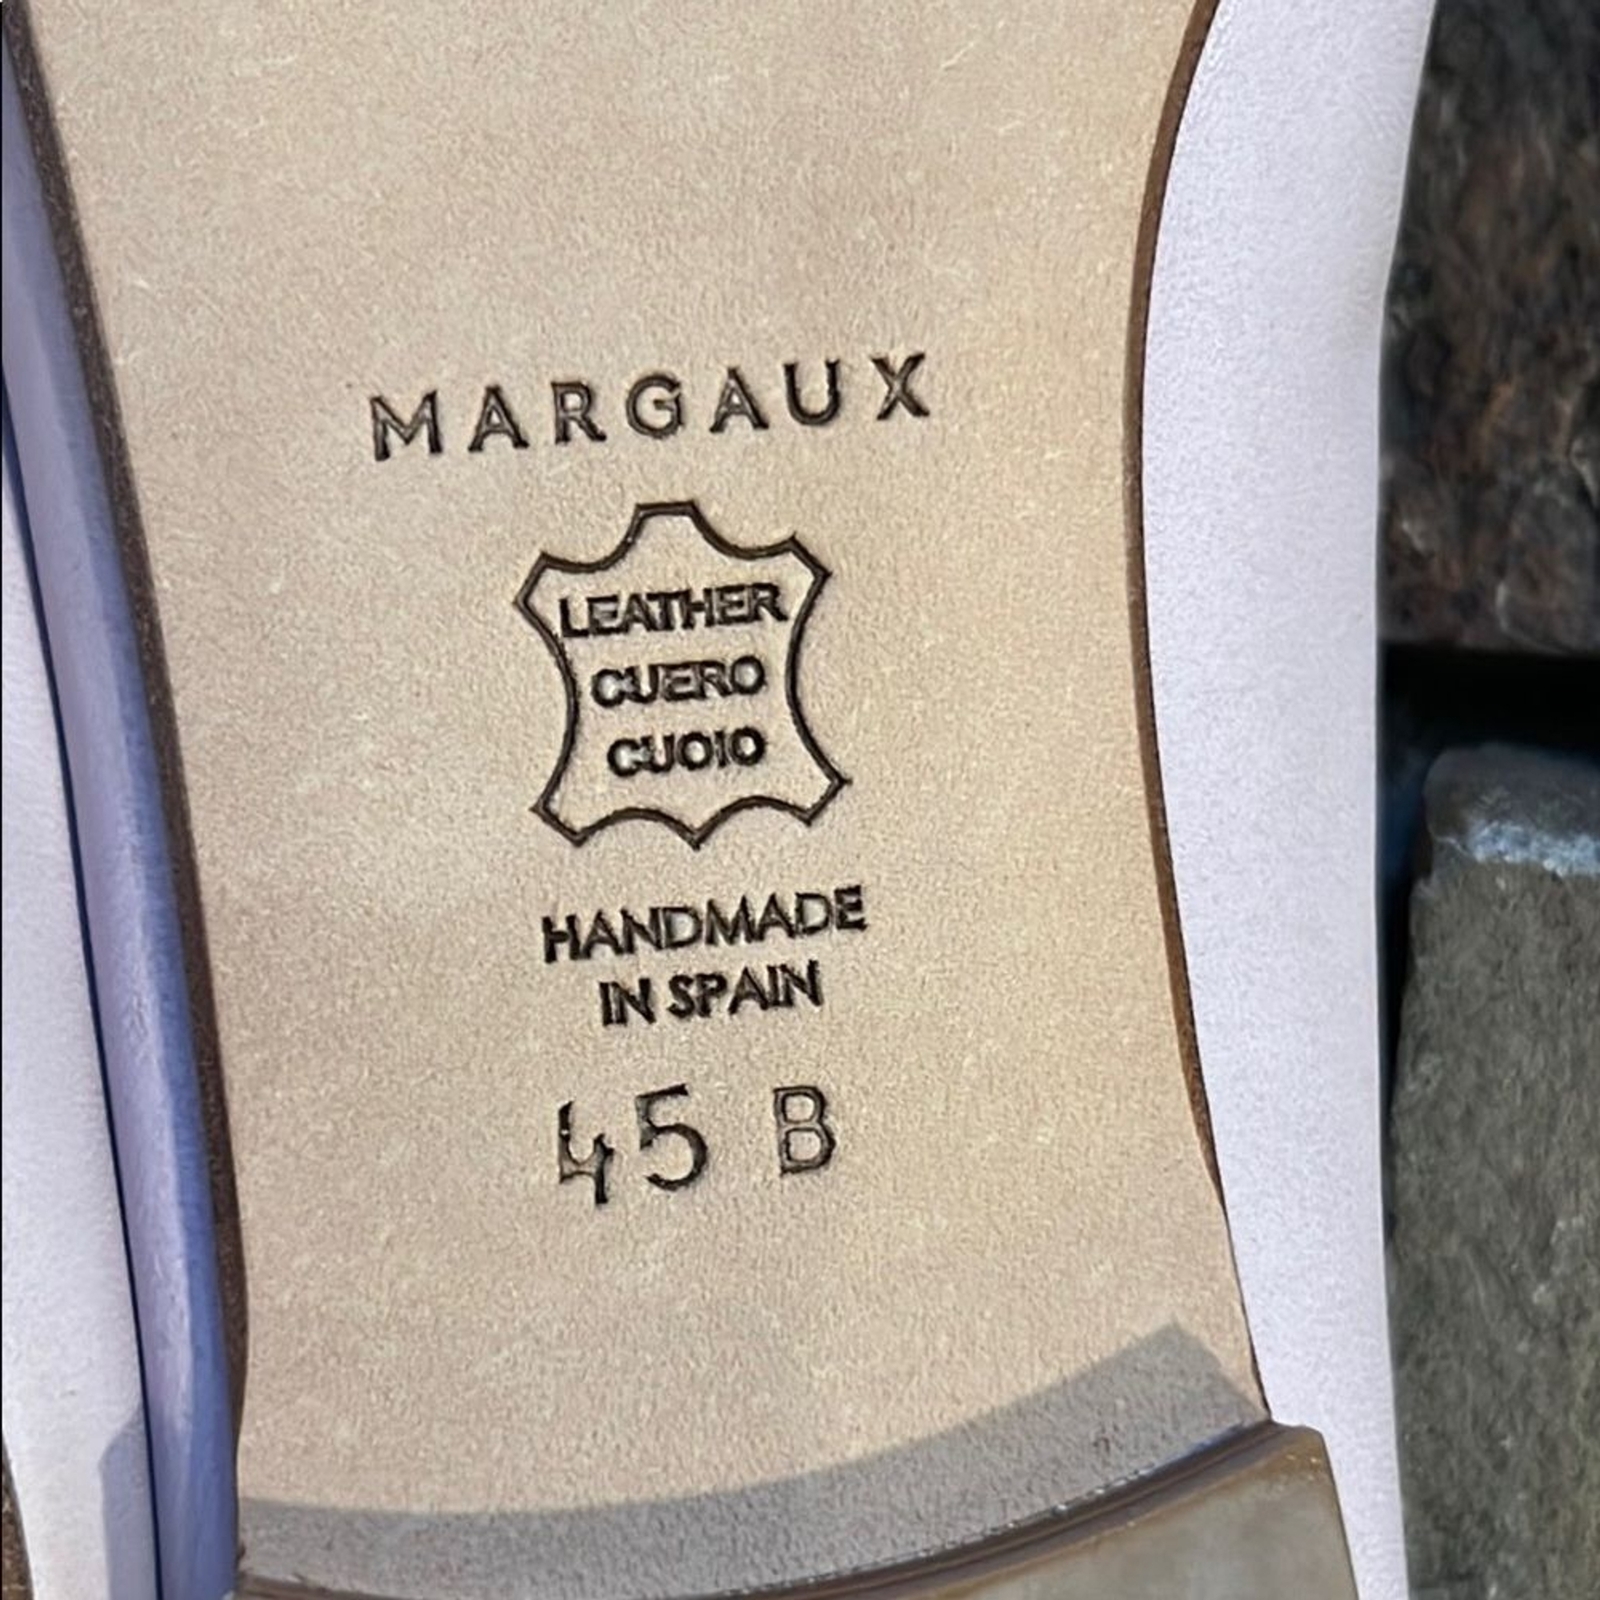 MARGAUX
LEATHER
CUERO
CUOIO
HANDMADE
IN SPAIN
45 B